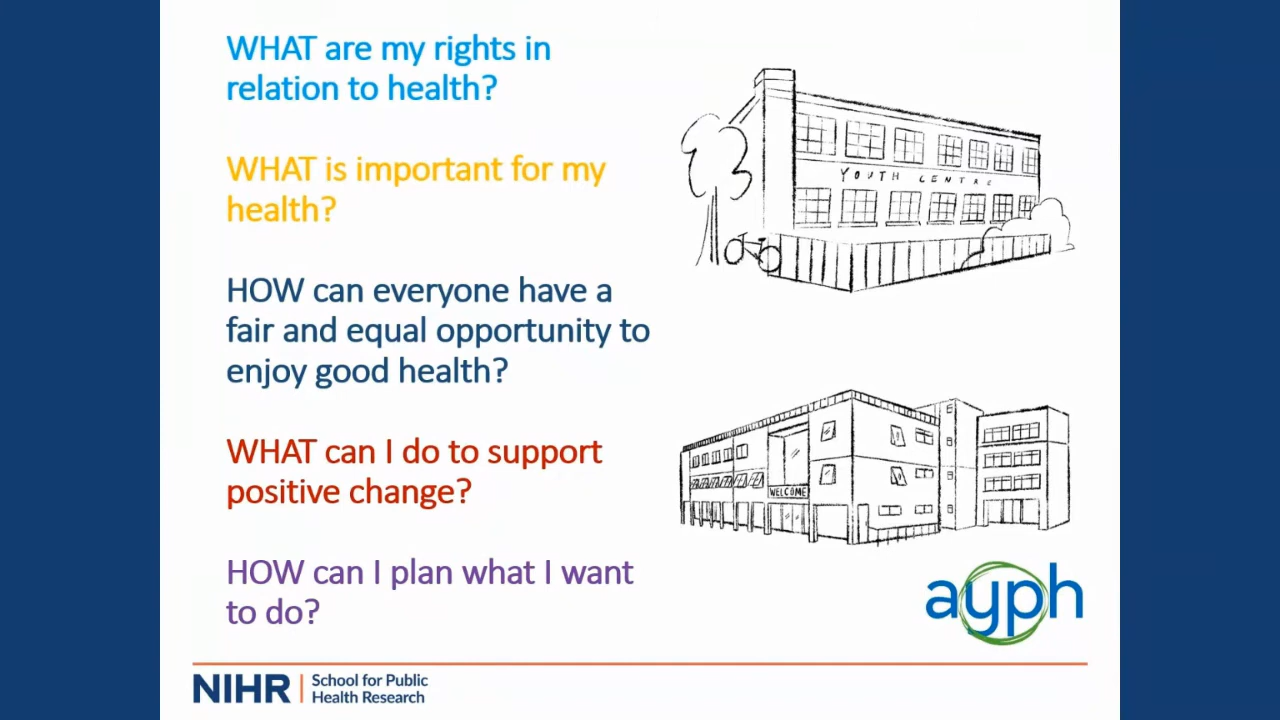 WHAT are my rights in
relation to health?
WHAT is important for my
health?
HOW can everyone have a
fair and equal opportunity to
enjoy good health?
WHAT can I do to support
positive change?
HOW can I plan what I want
to do?
YOUTH CENTRE
WELCOME
ayph
NIHR | School for Public
Health Research